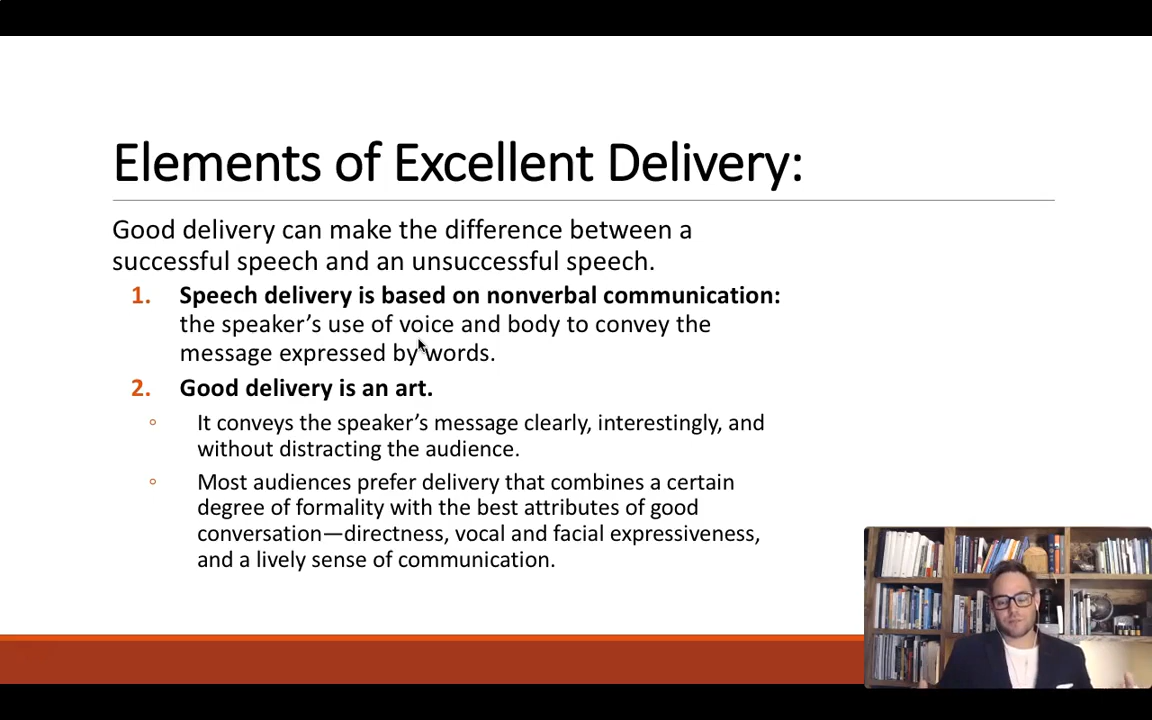 Elements of Excellent Delivery:
Good delivery can make the difference between a
successful speech and an unsuccessful speech.
1. Speech delivery is based on nonverbal communication:
the speaker’s use of voice and body to convey the
message expressed by words.
2. Good delivery is an art.
◦ It conveys the speaker’s message clearly, interestingly, and
without distracting the audience.
◦ Most audiences prefer delivery that combines a certain
degree of formality with the best attributes of good
conversation—directness, vocal and facial expressiveness,
and a lively sense of communication.